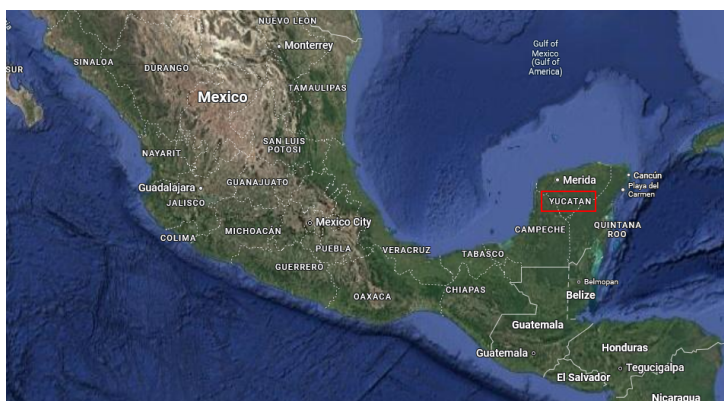 NUEVO LEON
Monterrey
SINALOA
DURANGO
SUR
Gulf of
Mexico
(Gulf of
America)
Mexico
TAMAULIPAS
SAN LUIS
POTOSI
NAYARIT
Guadalajara
GUANAJUATO
JALISCO
Merida
Cancún
Playa del
Carmen
YUCATAN
COLIMA
MICHOACÁN
Mexico City
PUEBLA
VERACRUZ
TABASCO
CAMPECHE
QUINTANA
ROO
GUERRERO
OAXACA
CHIAPAS
Belmopan
Belize
Guatemala
Guatemala
Honduras
El Salvador
Tegucigalpa
Nicaragua